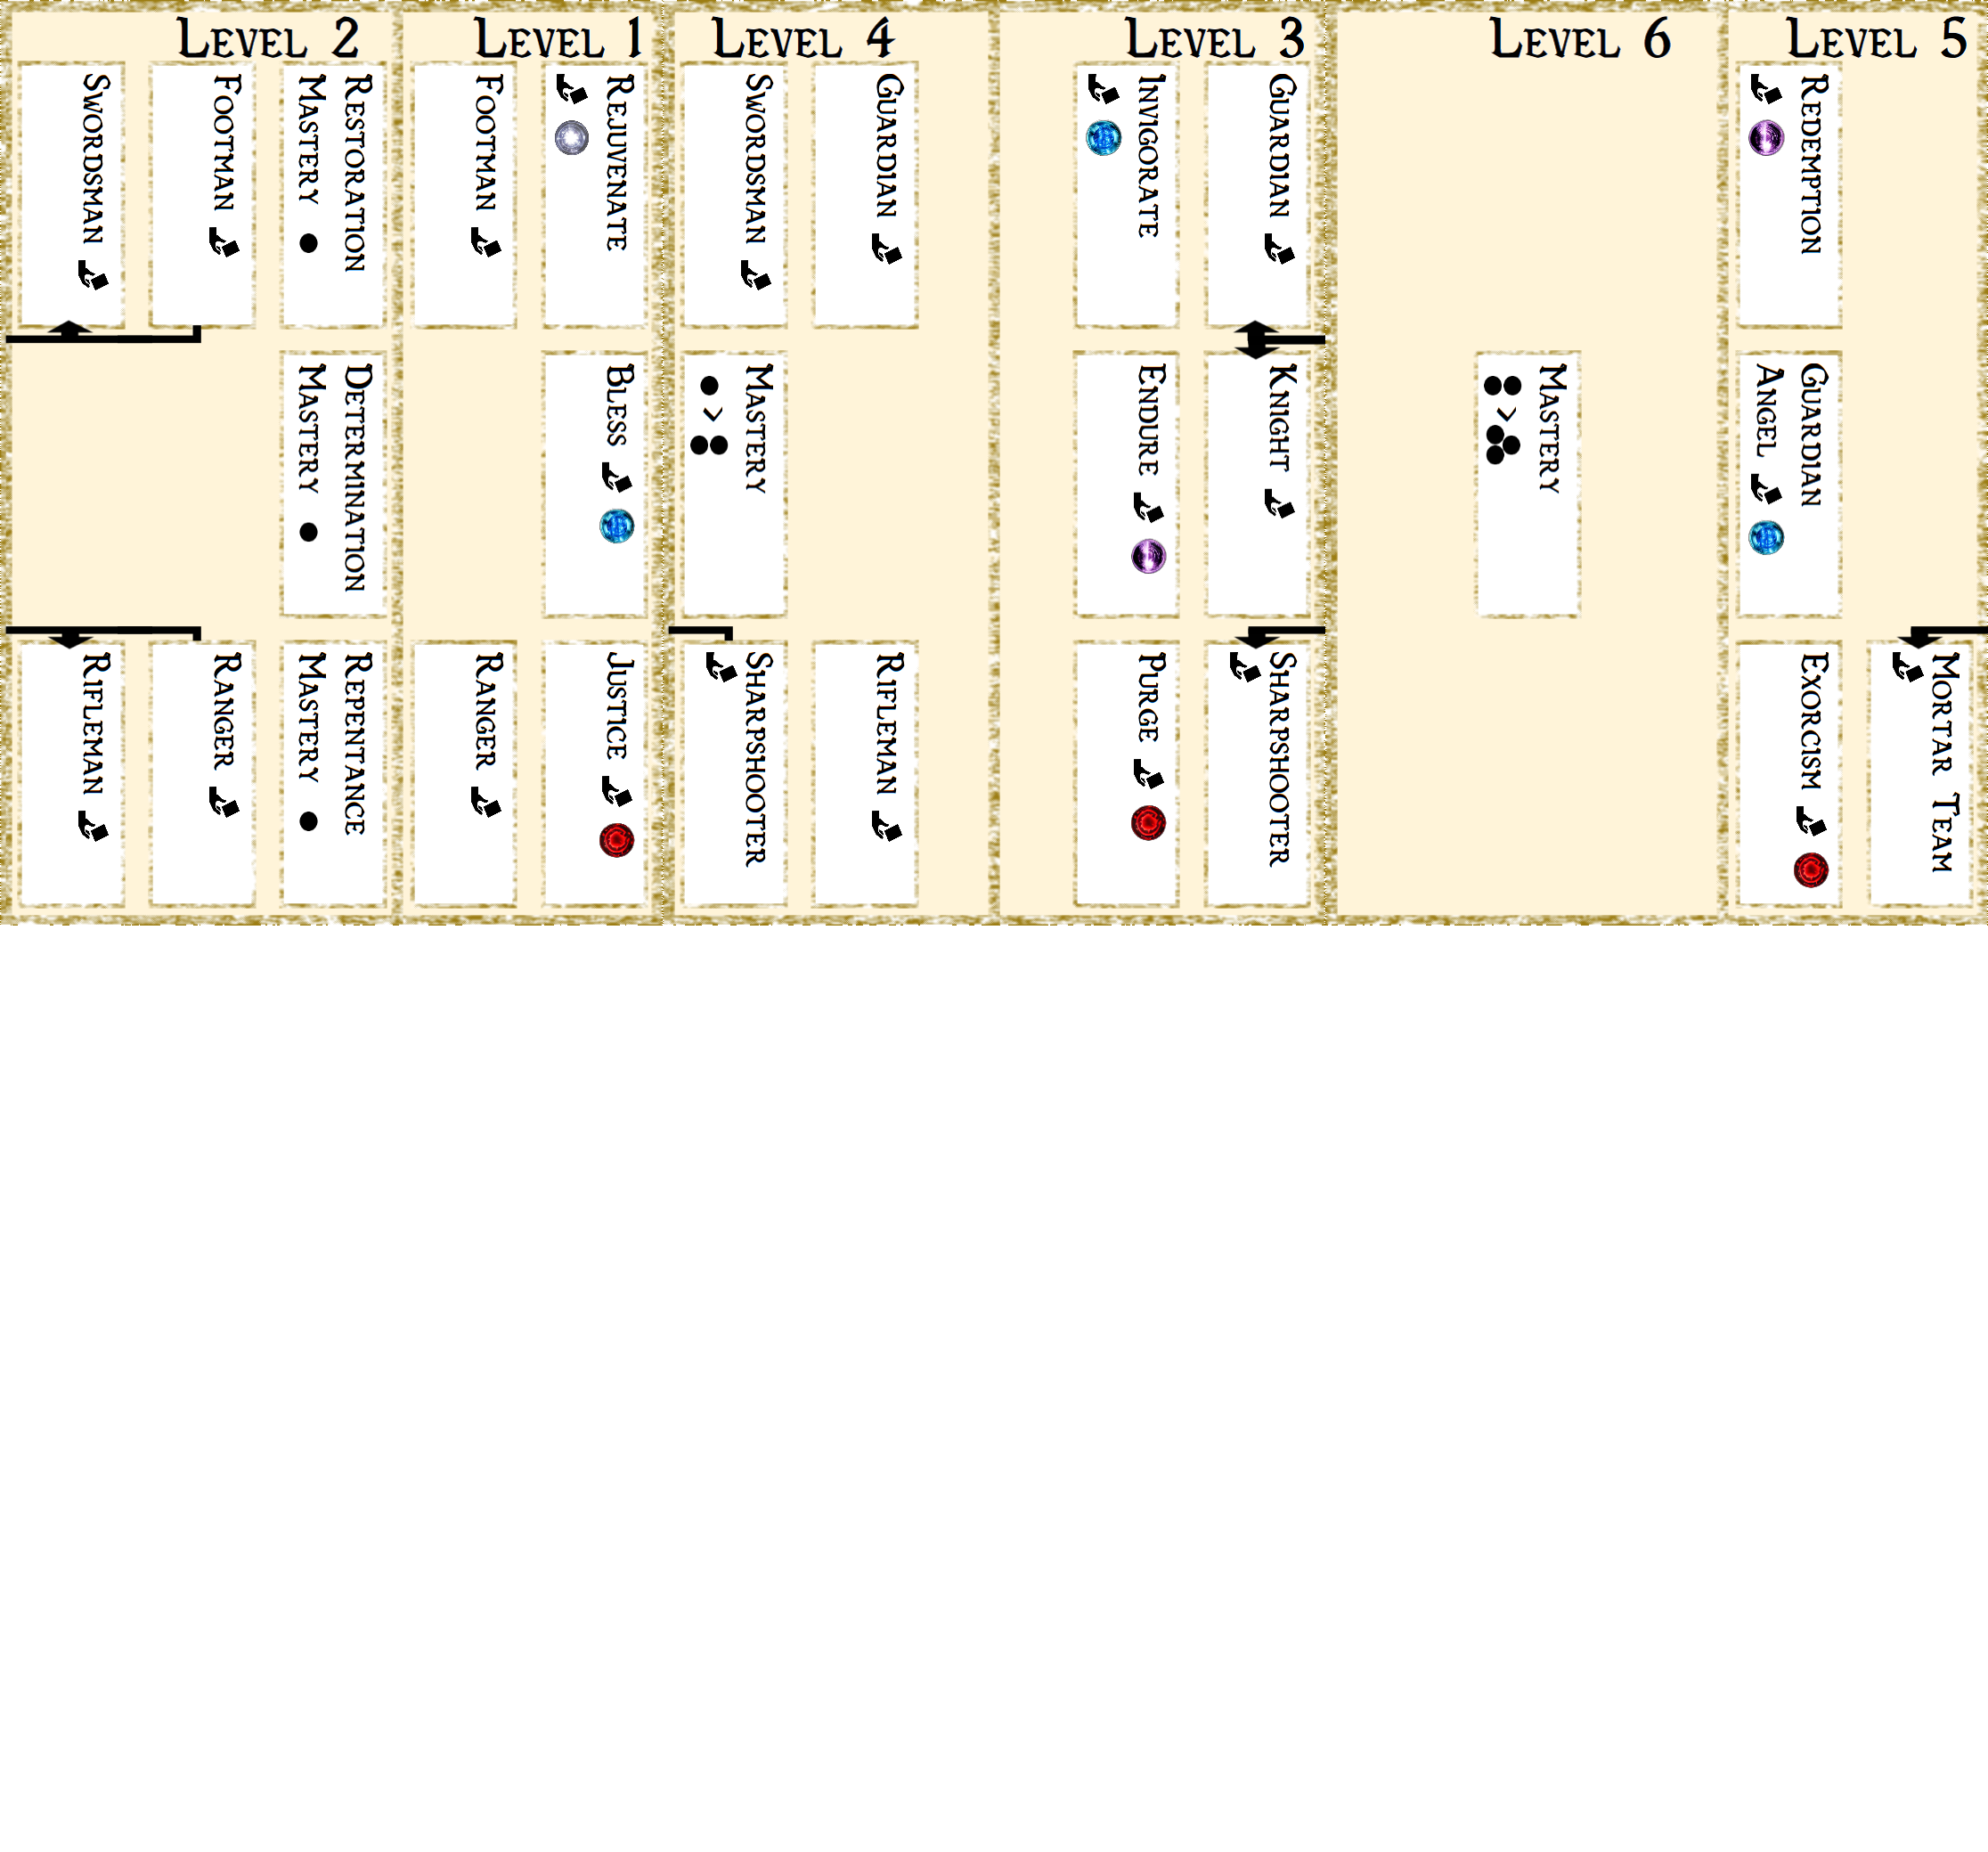 Level 2
Restoration
Mastery ●
Footman
Swordsman
Determination
Mastery ●
Repentance
Mastery ●
Ranger
Rifleman
Level 1
Rejuvenate
Footman
Bless
Justice
Ranger
Level 4
Guardian
Swordsman
Mastery
● > ●●
Rifleman
Sharpshooter
Level 3
Guardian
Invigorate
Knight
Endure
Sharpshooter
Purge
Level 6
Mastery
●● > ●●●
Level 5
Redemption
Guardian
Angel
Mortar Team
Exorcism